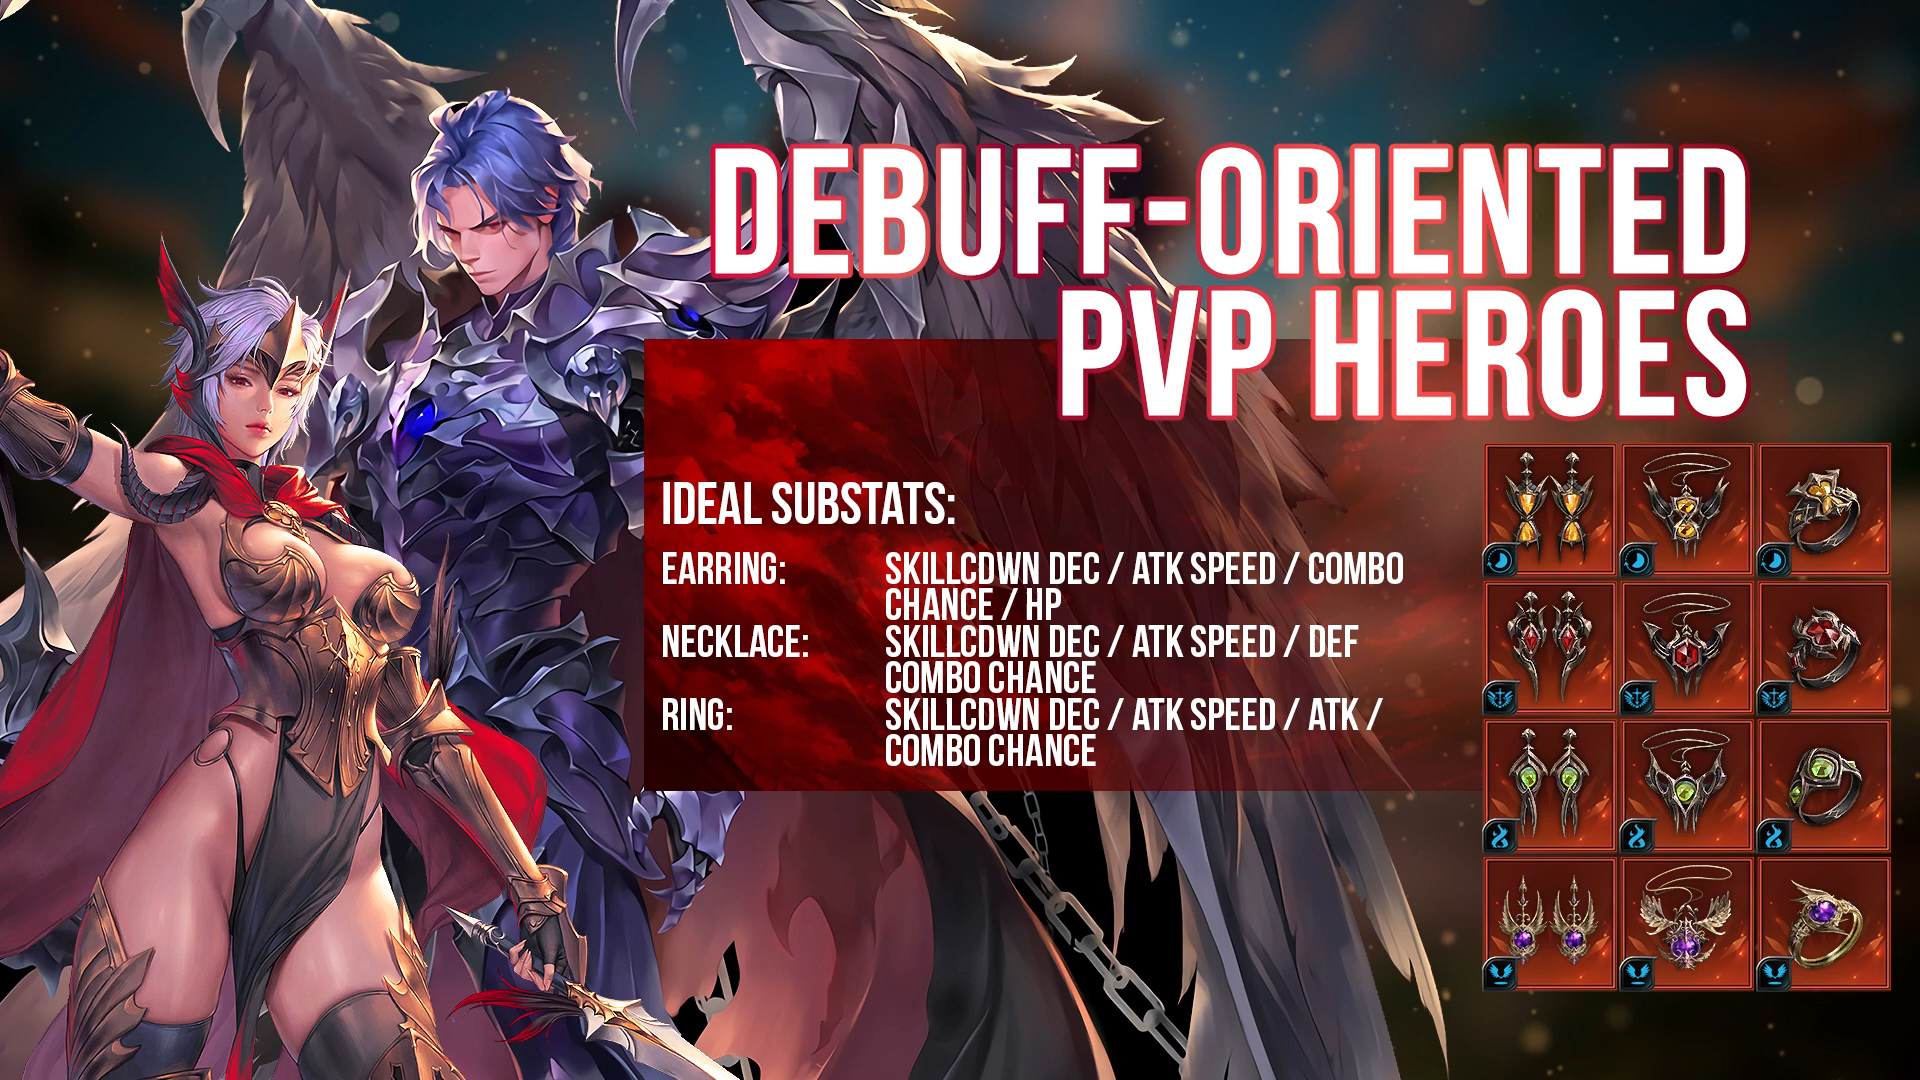 DEBUFF-ORIENTED
PVP HEROES
IDEAL SUBSTATS:
EARRING: SKILLCDWN DEC / ATK SPEED / COMBO
CHANCE / HP
NECKLACE: SKILLCDWN DEC / ATK SPEED / DEF
COMBO CHANCE
RING: SKILLCDWN DEC / ATK SPEED / ATK /
COMBO CHANCE